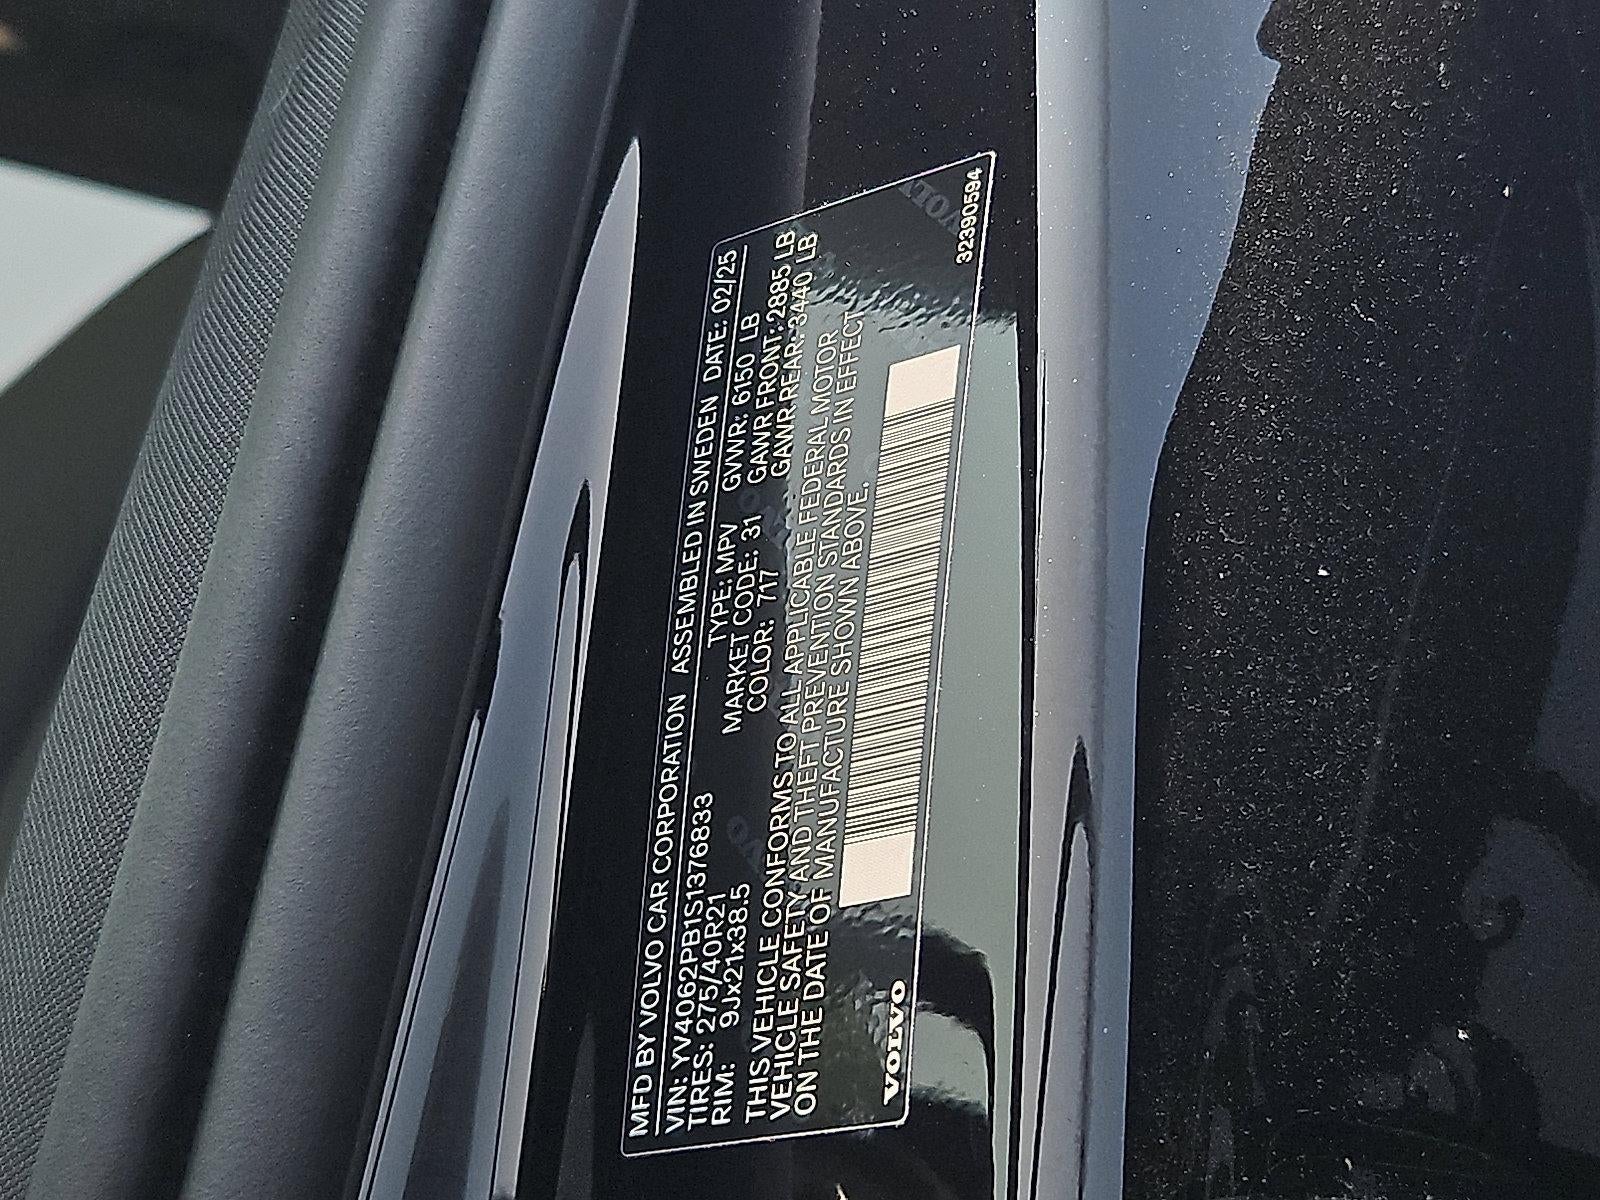 MFD BY VOLVO CAR CORPORATION ASSEMBLED IN SWEDEN DATE: 02/25
VIN: YV4062PB1S1376833 TYPE: MPV GVWR: 6150 LB
TIRES: 275/40R21 MARKET CODE: 31 GAWR FRONT: 2885 LB
RIM: 9Jx21x38.5 COLOR: 717 GAWR REAR: 3440 LB
THIS VEHICLE CONFORMS TO ALL APPLICABLE FEDERAL MOTOR
VEHICLE SAFETY AND THEFT PREVENTION STANDARDS IN EFFECT
ON THE DATE OF MANUFACTURE SHOWN ABOVE.
VOLVO
32390594